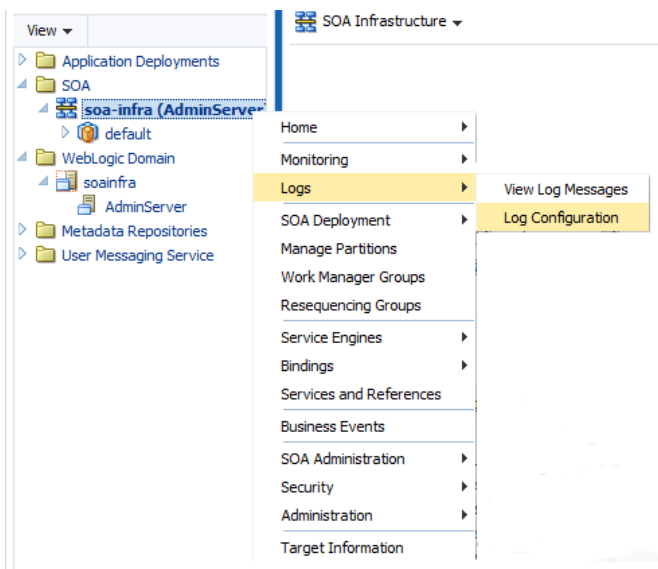 View
SOA Infrastructure
Application Deployments
SOA
soa-infra (AdminServer)
default
WebLogic Domain
soainfra
AdminServer
Metadata Repositories
User Messaging Service
Home
Monitoring
Logs
SOA Deployment
Manage Partitions
Work Manager Groups
Resequencing Groups
Service Engines
Bindings
Services and References
Business Events
SOA Administration
Security
Administration
Target Information
View Log Messages
Log Configuration